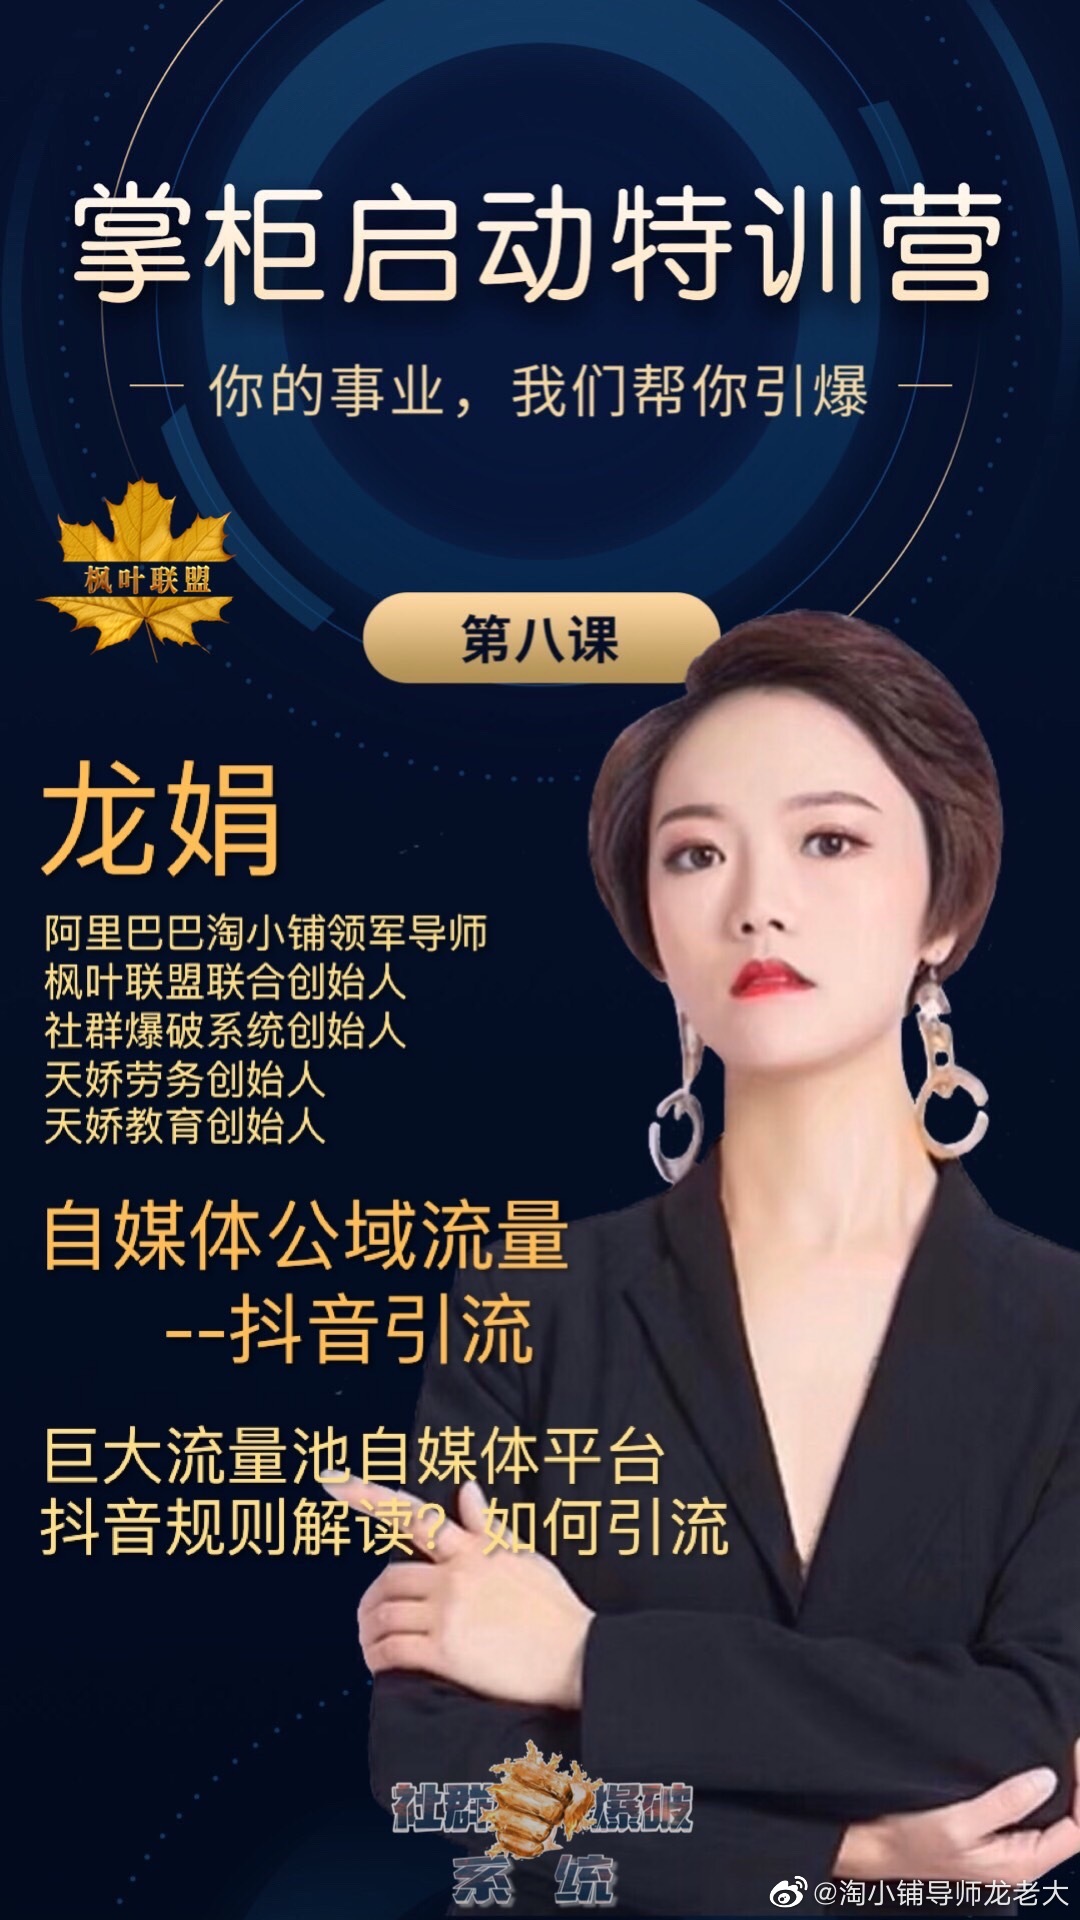 掌柜启动特训营
你的事业，我们帮你引爆
枫叶联盟
第八课
龙娟
阿里巴巴淘小铺领军导师
枫叶联盟联合创始人
社群爆破系统创始人
天娇劳务创始人
天娇教育创始人
自媒体公域流量
--抖音引流
巨大流量池自媒体平台
抖音规则解读？如何引流
社群爆破
系统
@淘小铺导师龙老大